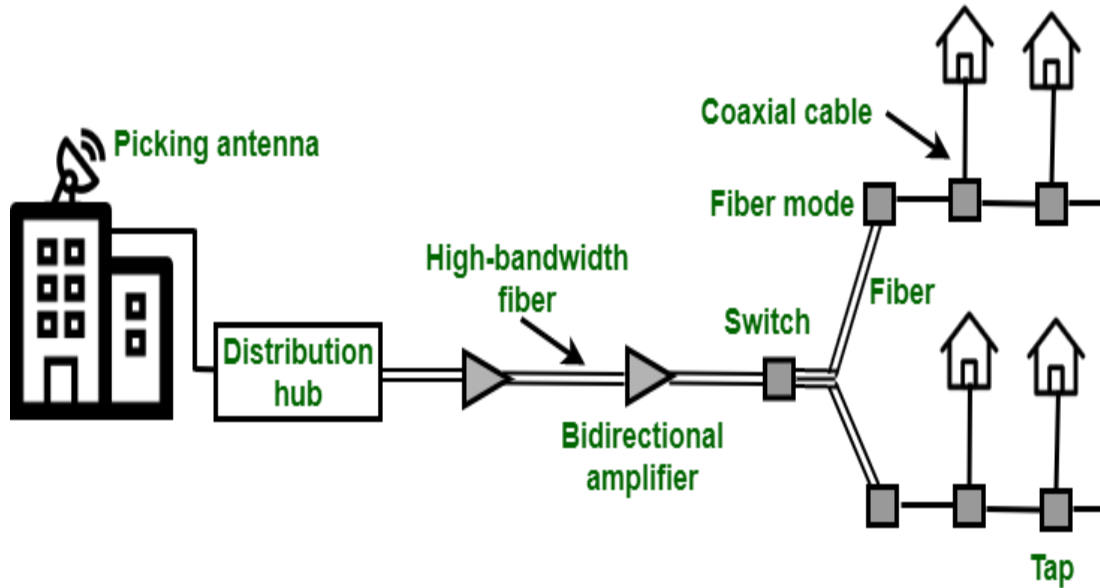 Picking antenna
Coaxial cable
Fiber mode
High-bandwidth
fiber
Fiber
Switch
Distribution
hub
Bidirectional
amplifier
Tap